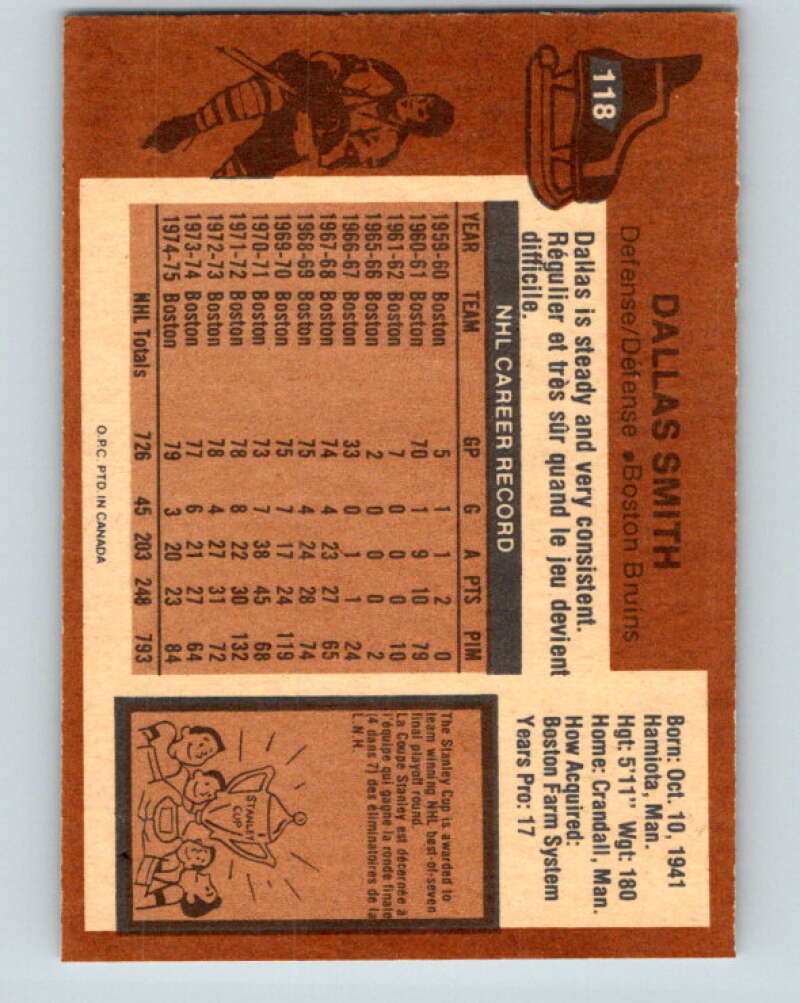 118
DALLAS SMITH
Defense/Défense • Boston Bruins
Dallas is steady and very consistent.
Régulier et très sûr quand le jeu devient
difficile.
Born: Oct. 10, 1941
Hamiota, Man.
Hgt: 5'11" Wgt: 180
Home: Crandall, Man.
How Acquired:
Boston Farm System
Years Pro: 17
NHL CAREER RECORD
YEAR TEAM GP G A PTS PIM
1959-60 Boston 5 1 1 2 0
1960-61 Boston 70 1 9 10 79
1961-62 Boston 7 0 0 0 10
1965-66 Boston 2 0 0 0 2
1966-67 Boston 33 0 1 1 24
1967-68 Boston 74 4 23 27 65
1968-69 Boston 75 4 24 28 74
1969-70 Boston 75 7 17 24 119
1970-71 Boston 73 7 38 45 68
1971-72 Boston 78 8 22 30 132
1972-73 Boston 78 4 27 31 72
1973-74 Boston 77 6 21 27 64
1974-75 Boston 79 3 20 23 84
NHL Totals 726 45 203 248 793
The Stanley Cup is awarded to
team winning NHL best-of-seven
final playoff round.
La Coupe Stanley est décernée à
l'équipe qui gagne la ronde finale
(4 dans 7) des éliminatoires de la
L.N.H.
STANLEY
CUP
O.P.C. PTD. IN CANADA